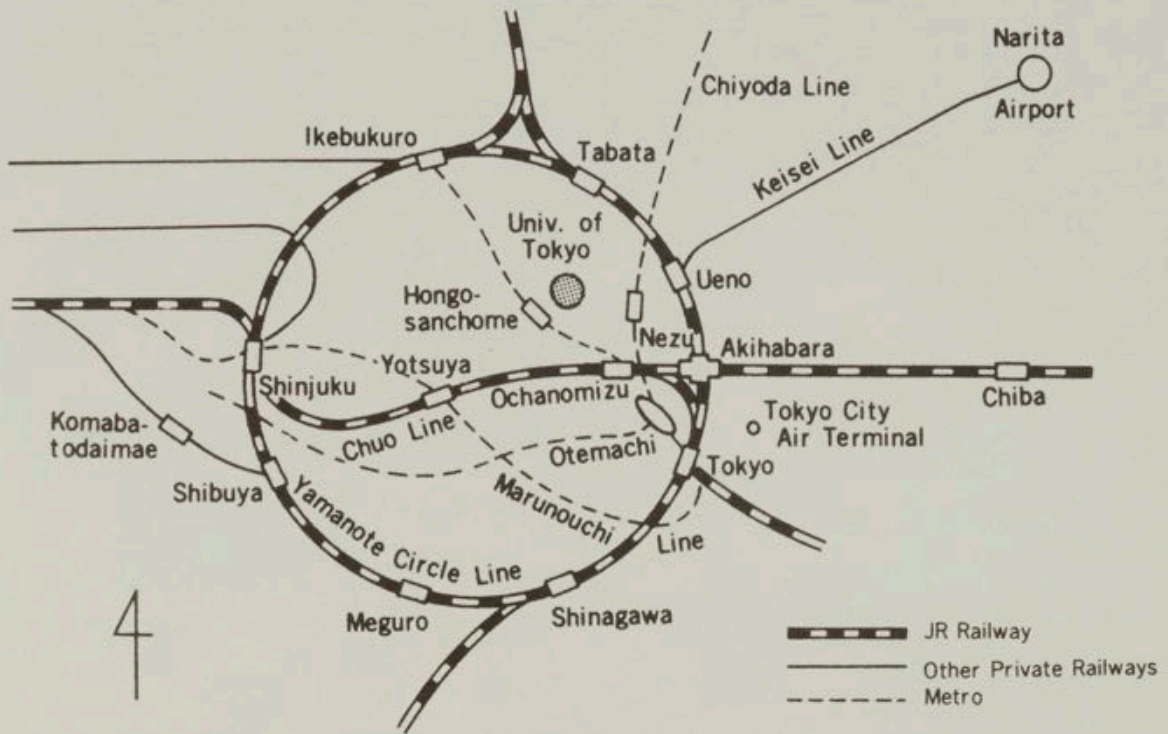 Narita
Airport
Chiyoda Line
Ikebukuro
Tabata
Keisei Line
Univ. of
Tokyo
Ueno
Hongo-
sanchome
Nezu
Akihabara
Yotsuya
Shinjuku
Ochanomizu
Chiba
Komaba-
todaimae
Chuo Line
Tokyo City
Air Terminal
Otemachi
Tokyo
Shibuya
Marunouchi
Line
Yamanote Circle Line
Meguro
Shinagawa
JR Railway
Other Private Railways
Metro